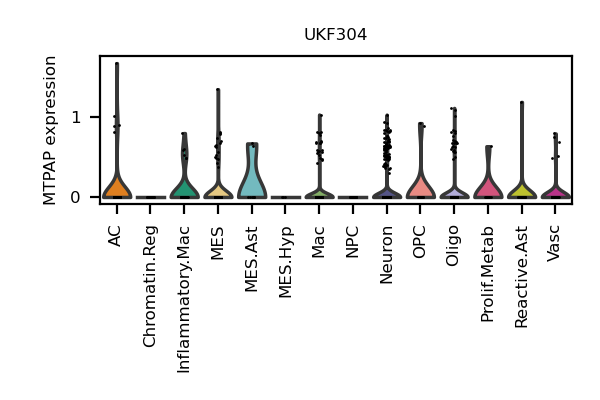 UKF304
MTPAP expression
1
0
AC
Chromatin.Reg
Inflammatory.Mac
MES
MES.Ast
MES.Hyp
Mac
NPC
Neuron
OPC
Oligo
Prolif.Metab
Reactive.Ast
Vasc